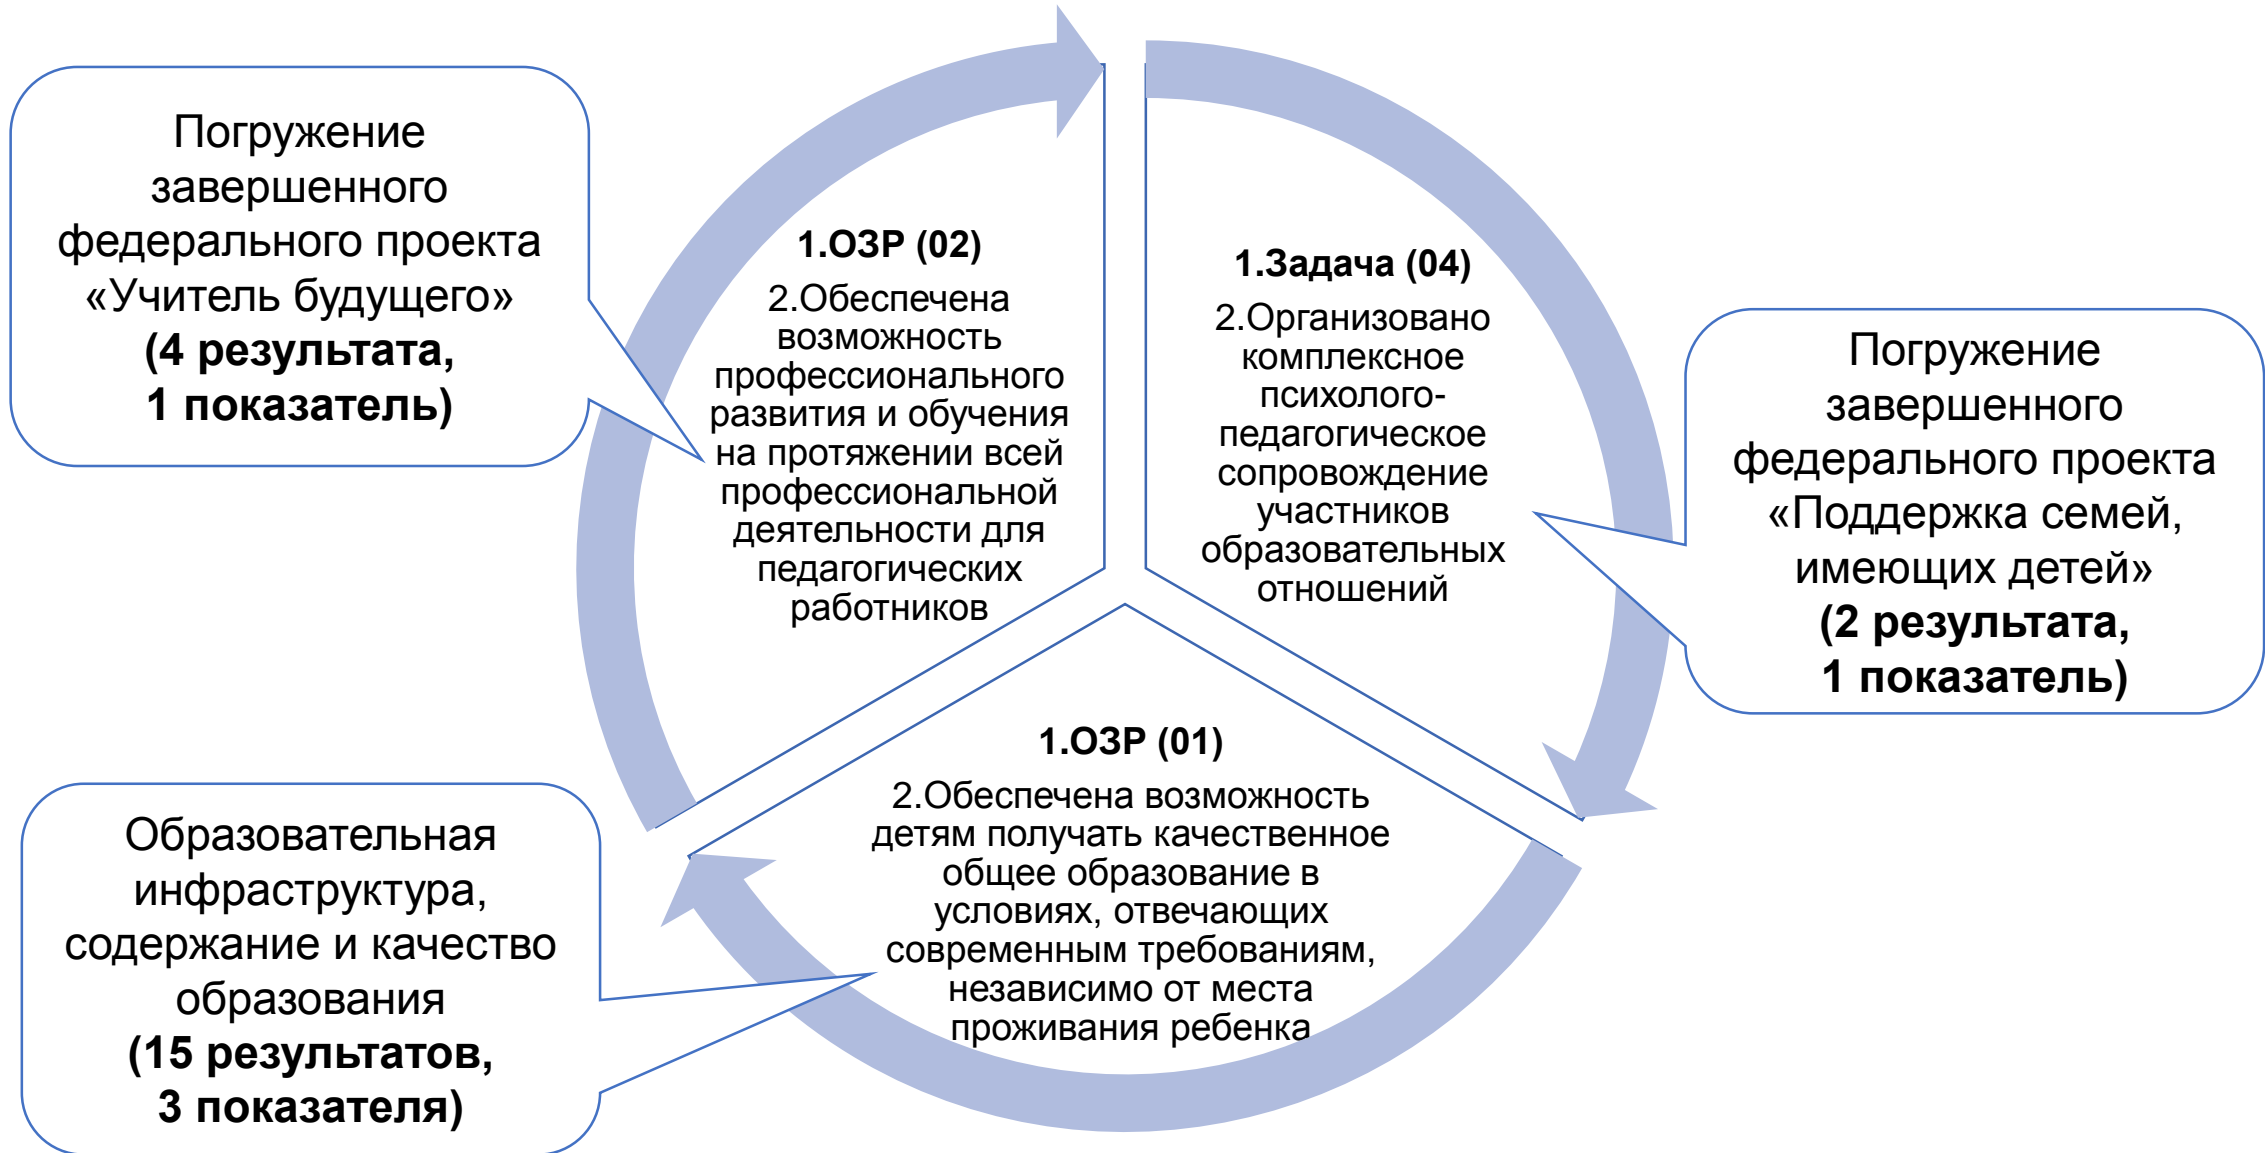 Погружение
завершенного
федерального проекта
«Учитель будущего»
(4 результата,
1 показатель)
1.ОЗР (02)
2.Обеспечена
возможность
профессионального
развития и обучения
на протяжении всей
профессиональной
деятельности для
педагогических
работников
1.Задача (04)
2.Организовано
комплексное
психолого-
педагогическое
сопровождение
участников
образовательных
отношений
Погружение
завершенного
федерального проекта
«Поддержка семей,
имеющих детей»
(2 результата,
1 показатель)
1.ОЗР (01)
2.Обеспечена возможность
детям получать качественное
общее образование в
условиях, отвечающих
современным требованиям,
независимо от места
проживания ребенка
Образовательная
инфраструктура,
содержание и качество
образования
(15 результатов,
3 показателя)